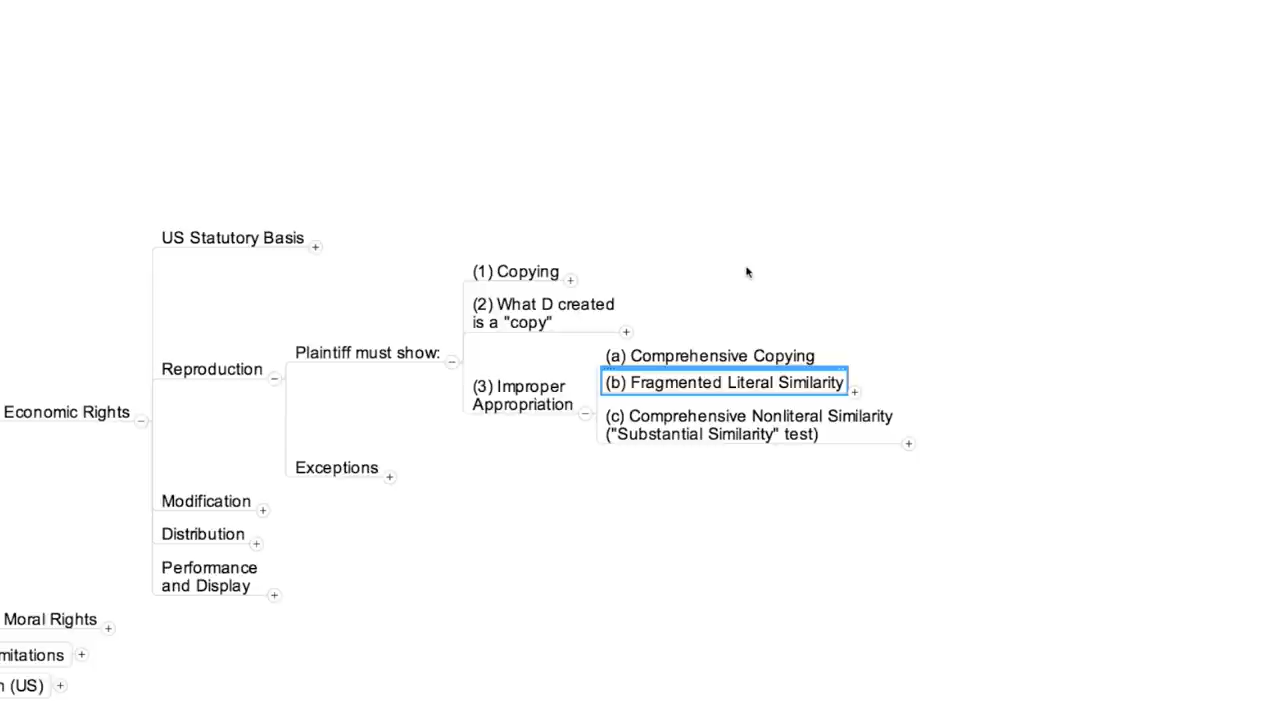 US Statutory Basis
(1) Copying
(2) What D created
is a "copy"
Plaintiff must show:
(a) Comprehensive Copying
Reproduction
(b) Fragmented Literal Similarity
(3) Improper
Appropriation
Economic Rights
(c) Comprehensive Nonliteral Similarity
("Substantial Similarity" test)
Exceptions
Modification
Distribution
Performance
and Display
Moral Rights
mitations
n (US)